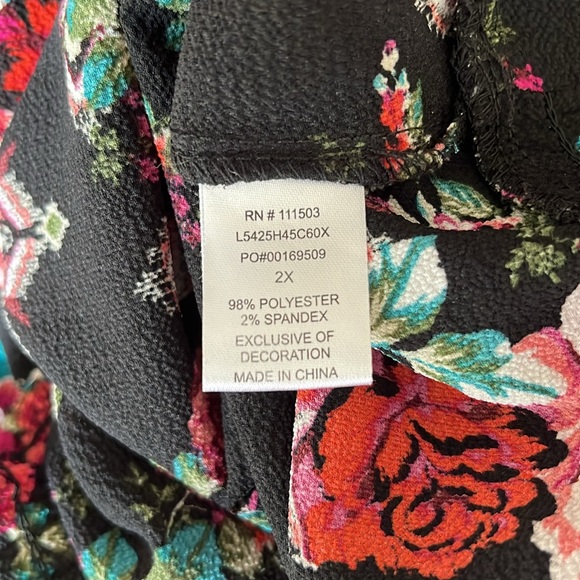 RN # 111503
L5425H45C60X
PO#00169509
2X
98% POLYESTER
2% SPANDEX
EXCLUSIVE OF
DECORATION
MADE IN CHINA